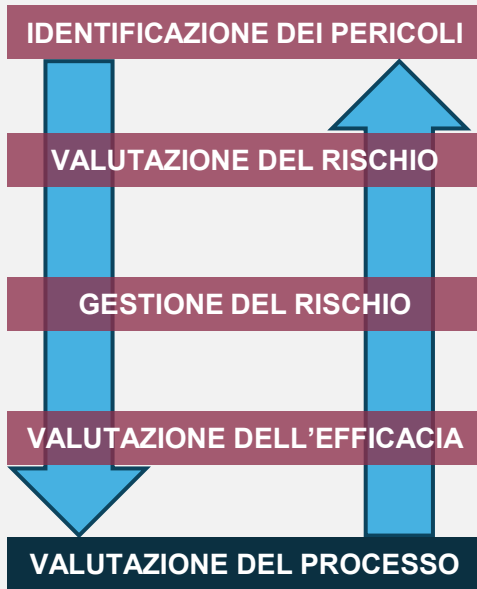 IDENTIFICAZIONE DEI PERICOLI
VALUTAZIONE DEL RISCHIO
GESTIONE DEL RISCHIO
VALUTAZIONE DELL’EFFICACIA
VALUTAZIONE DEL PROCESSO